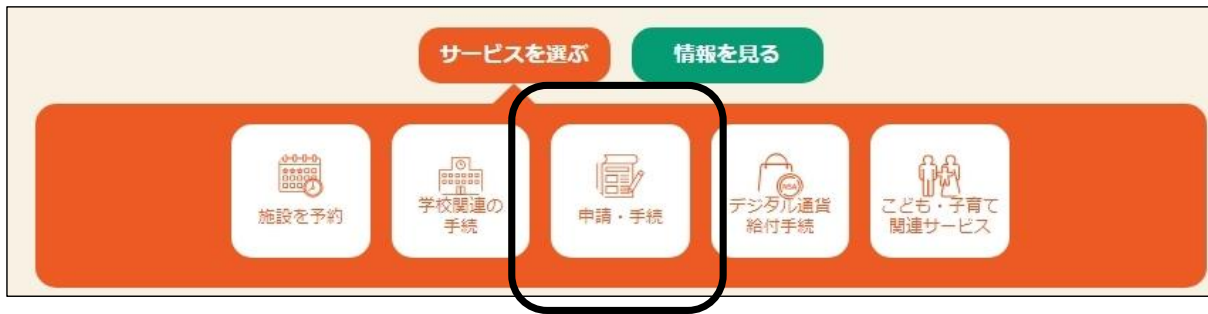 サービスを選ぶ
情報を見る
施設を予約
学校関連の
手続
申請・手続
デジタル通貨
給付手続
こども・子育て
関連サービス